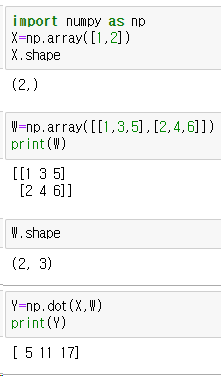 import numpy as np
X=np.array([1,2])
X.shape
(2,)
W=np.array([[1,3,5],[2,4,6]])
print(W)
[[1 3 5]
 [2 4 6]]
W.shape
(2, 3)
Y=np.dot(X,W)
print(Y)
[ 5 11 17]